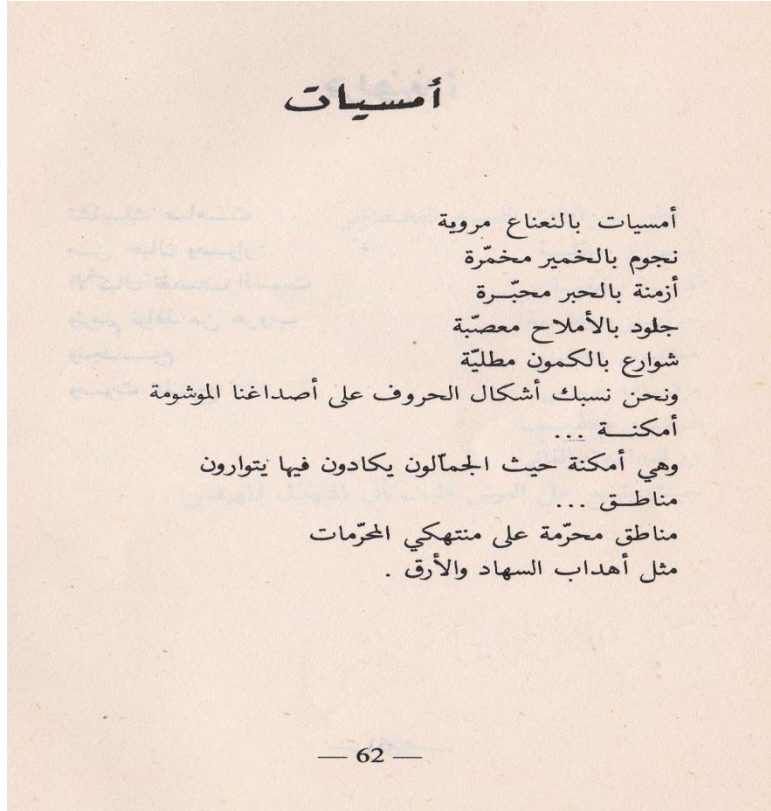 أمسيات
أمسيات بالنعناع مروية
نجوم بالخمير مخمّرة
أزمنة بالحبر محبّرة
جلود بالأملاح معصّبة
شوارع بالكمون مطليّة
ونحن نسبك أشكال الحروف على أصداغنا الموشومة
أمكنة ...
وهي أمكنة حيث الجمّالون يكادون فيها يتوارون
مناطق ...
مناطق محرّمة على منتهكي المحرّمات
مثل أهداب السهاد والأرق .
— 62 —